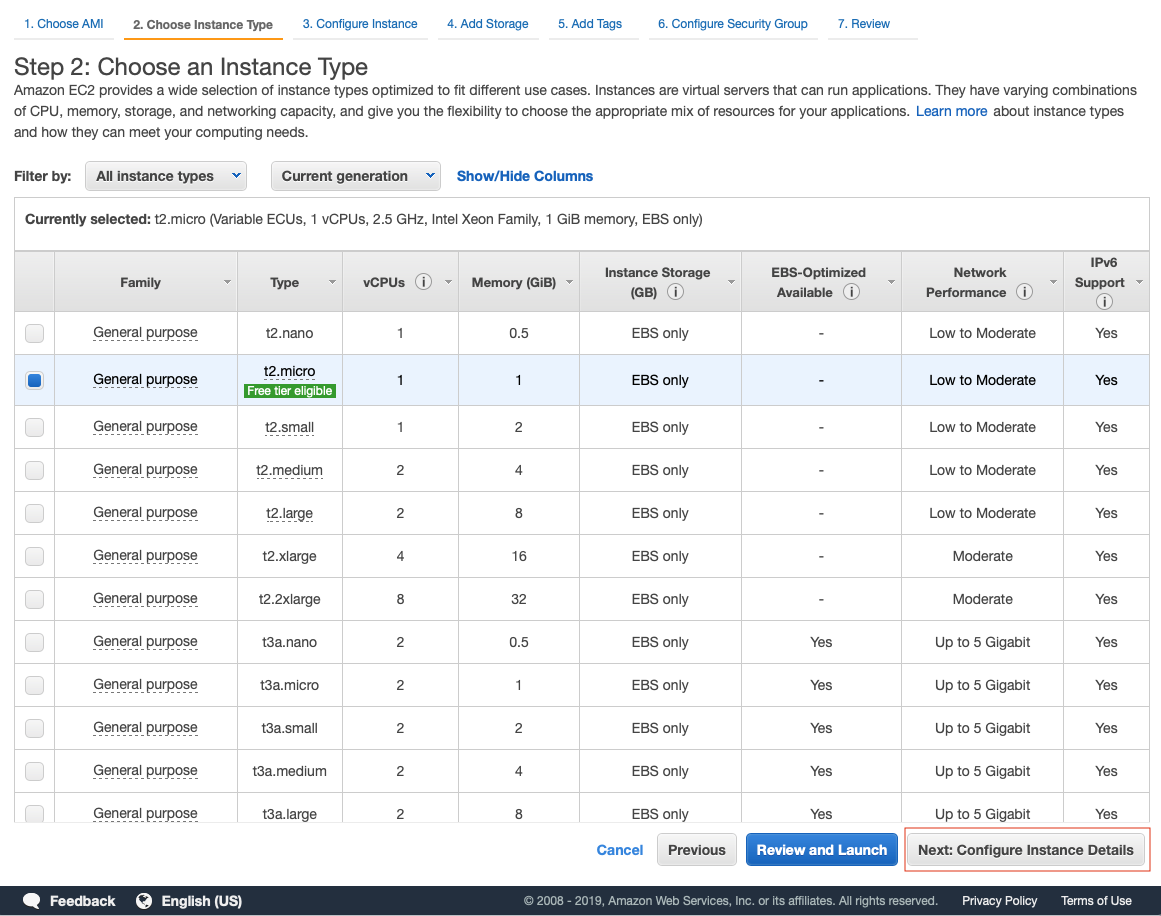 1. Choose AMI 2. Choose Instance Type 3. Configure Instance 4. Add Storage 5. Add Tags 6. Configure Security Group 7. Review
Step 2: Choose an Instance Type
Amazon EC2 provides a wide selection of instance types optimized to fit different use cases. Instances are virtual servers that can run applications. They have varying combinations
of CPU, memory, storage, and networking capacity, and give you the flexibility to choose the appropriate mix of resources for your applications. Learn more about instance types
and how they can meet your computing needs.
Filter by: All instance types Current generation Show/Hide Columns
Currently selected: t2.micro (Variable ECUs, 1 vCPUs, 2.5 GHz, Intel Xeon Family, 1 GiB memory, EBS only)
Family Type vCPUs i Memory (GiB) Instance Storage (GB) i EBS-Optimized Available i Network Performance i IPv6 Support i
General purpose t2.nano 1 0.5 EBS only - Low to Moderate Yes
General purpose t2.micro Free tier eligible 1 1 EBS only - Low to Moderate Yes
General purpose t2.small 1 2 EBS only - Low to Moderate Yes
General purpose t2.medium 2 4 EBS only - Low to Moderate Yes
General purpose t2.large 2 8 EBS only - Low to Moderate Yes
General purpose t2.xlarge 4 16 EBS only - Moderate Yes
General purpose t2.2xlarge 8 32 EBS only - Moderate Yes
General purpose t3a.nano 2 0.5 EBS only Yes Up to 5 Gigabit Yes
General purpose t3a.micro 2 1 EBS only Yes Up to 5 Gigabit Yes
General purpose t3a.small 2 2 EBS only Yes Up to 5 Gigabit Yes
General purpose t3a.medium 2 4 EBS only Yes Up to 5 Gigabit Yes
General purpose t3a.large 2 8 EBS only Yes Up to 5 Gigabit Yes
Cancel Previous Review and Launch Next: Configure Instance Details
Feedback English (US) © 2008 - 2019, Amazon Web Services, Inc. or its affiliates. All rights reserved. Privacy Policy Terms of Use